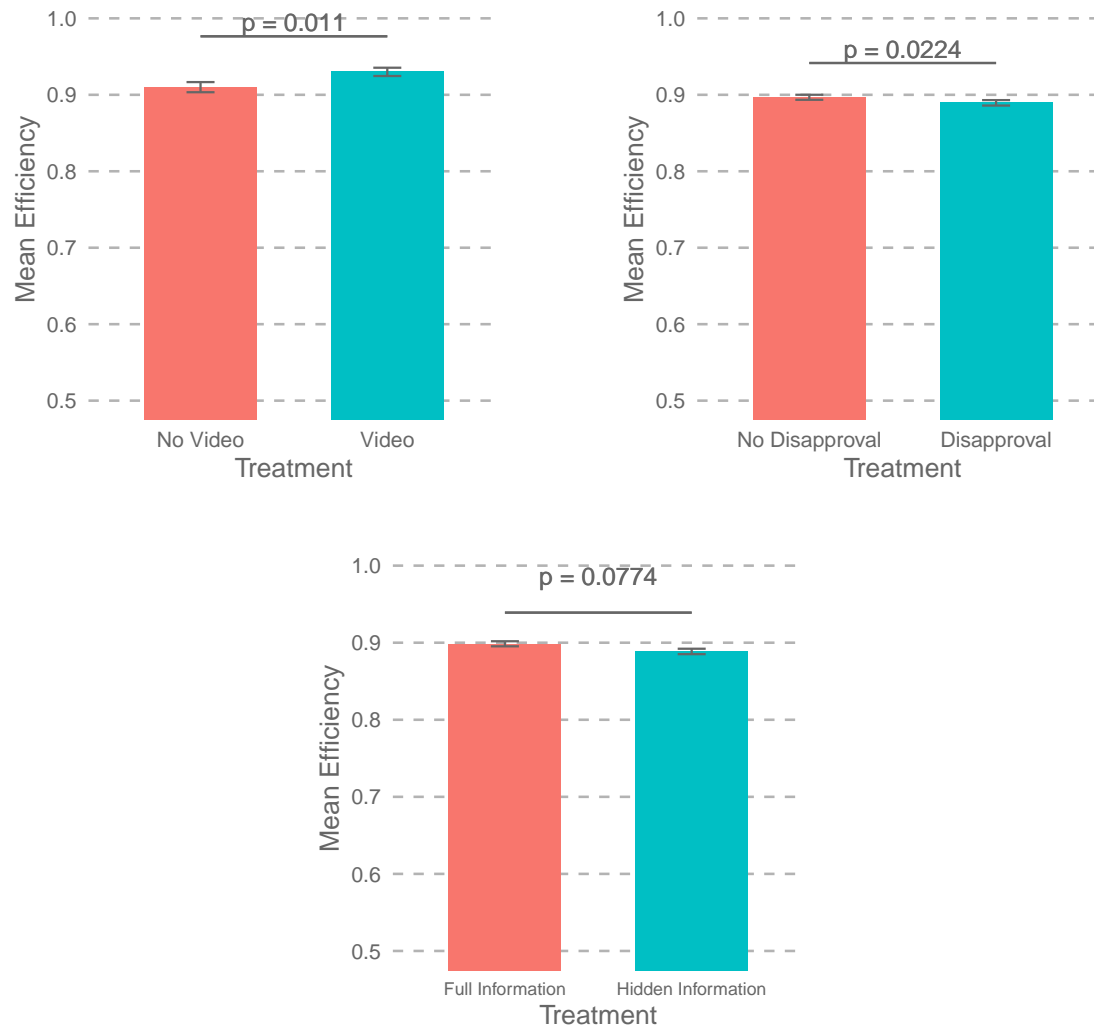 p = 0.011
1.0
0.9
0.8
0.7
0.6
0.5
Mean Efficiency
No Video Video
Treatment
p = 0.0224
1.0
0.9
0.8
0.7
0.6
0.5
Mean Efficiency
No Disapproval Disapproval
Treatment
p = 0.0774
1.0
0.9
0.8
0.7
0.6
0.5
Mean Efficiency
Full Information Hidden Information
Treatment